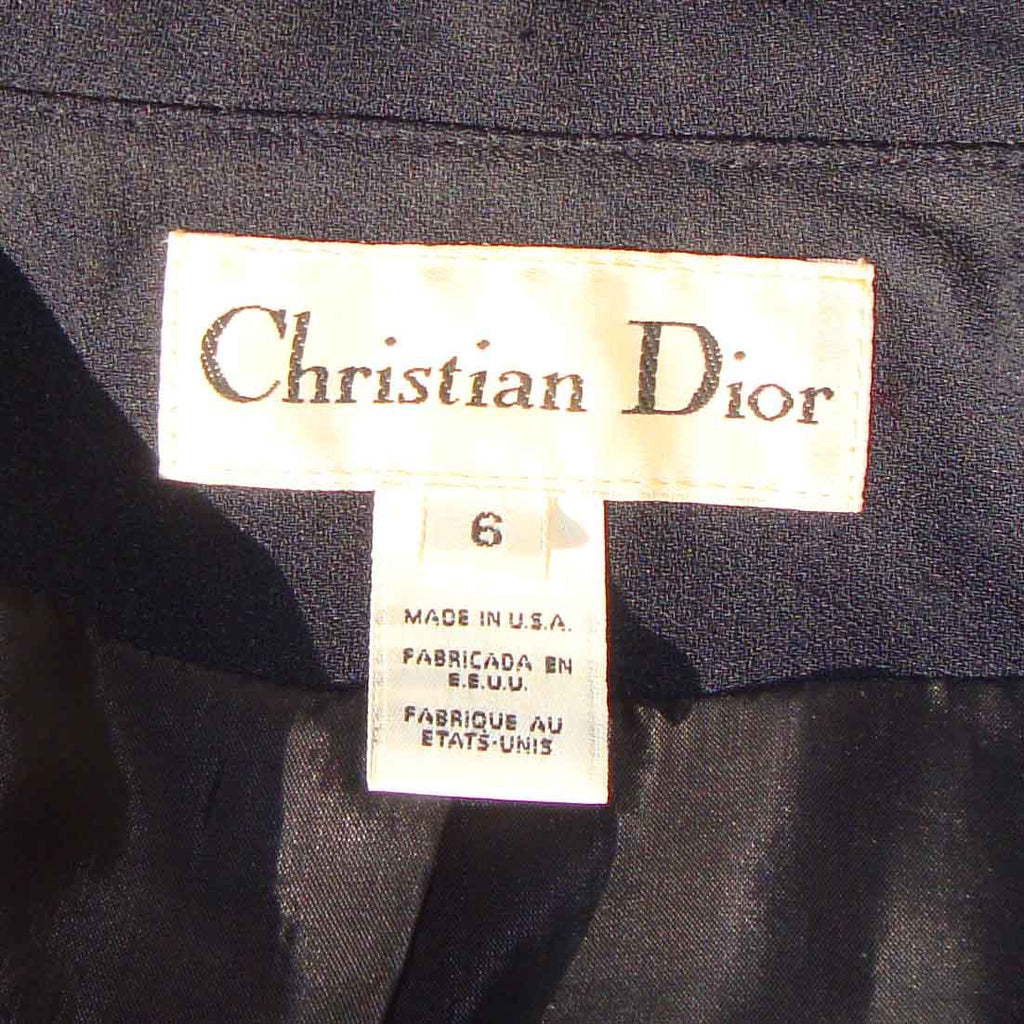 Christian Dior
6
MADE IN U.S.A.
FABRICADA EN
E.E.U.U.
FABRIQUE AU
ETATS-UNIS